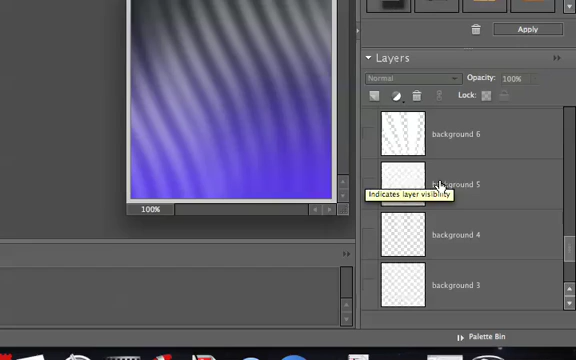 Apply
Layers
Normal
Opacity: 100%
Lock:
background 6
background 5
Indicates layer visibility
background 4
100%
background 3
Palette Bin